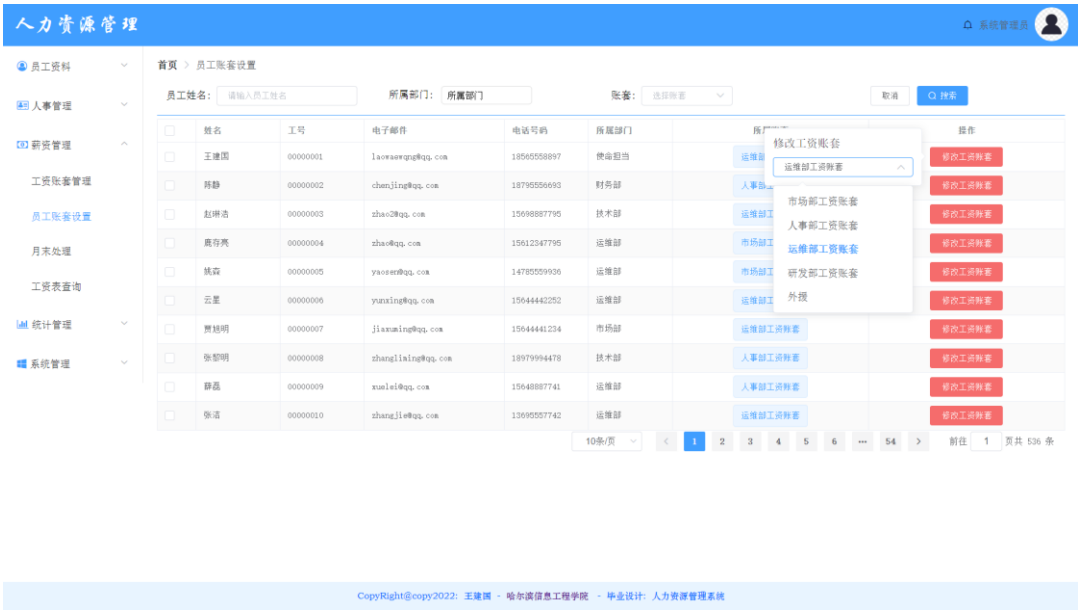 人力资源管理
系统管理员
员工资料
人事管理
薪资管理
工资账套管理
员工账套设置
月末处理
工资表查询
统计管理
系统管理
首页 > 员工账套设置
员工姓名: 请输入员工姓名 所属部门: 所属部门 账套: 选择账套 取消 搜索
姓名 工号 电子邮件 电话号码 所属部门 操作
王建国 00000001 18565558897 使命担当 修改工资账套
陈静 00000002 chenjing@qq.com 18795556693 财务部 修改工资账套
赵琳浩 00000003 zhao2@qq.com 15698887795 技术部 修改工资账套
鹿存亮 00000004 zhao@qq.com 15612347795 运维部 修改工资账套
姚森 00000005 yaosen@qq.com 14785559936 运维部 修改工资账套
云星 00000006 yunxing@qq.com 15644442252 运维部 修改工资账套
贾旭明 00000007 jiaxuming@qq.com 15644441234 市场部 运维部工资账套 修改工资账套
张黎明 00000008 zhangliming@qq.com 18979994478 技术部 人事部工资账套 修改工资账套
薛磊 00000009 xuelei@qq.com 15648887741 运维部 人事部工资账套 修改工资账套
张洁 00000010 zhangjie@qq.com 13695557742 运维部 运维部工资账套 修改工资账套
修改工资账套
运维部工资账套
市场部工资账套
人事部工资账套
运维部工资账套
研发部工资账套
外援
10条/页 < 1 2 3 4 5 6 ••• 54 > 前往 1 页共 536 条
CopyRight@copy2022: 王建国 - 哈尔滨信息工程学院 - 毕业设计: 人力资源管理系统